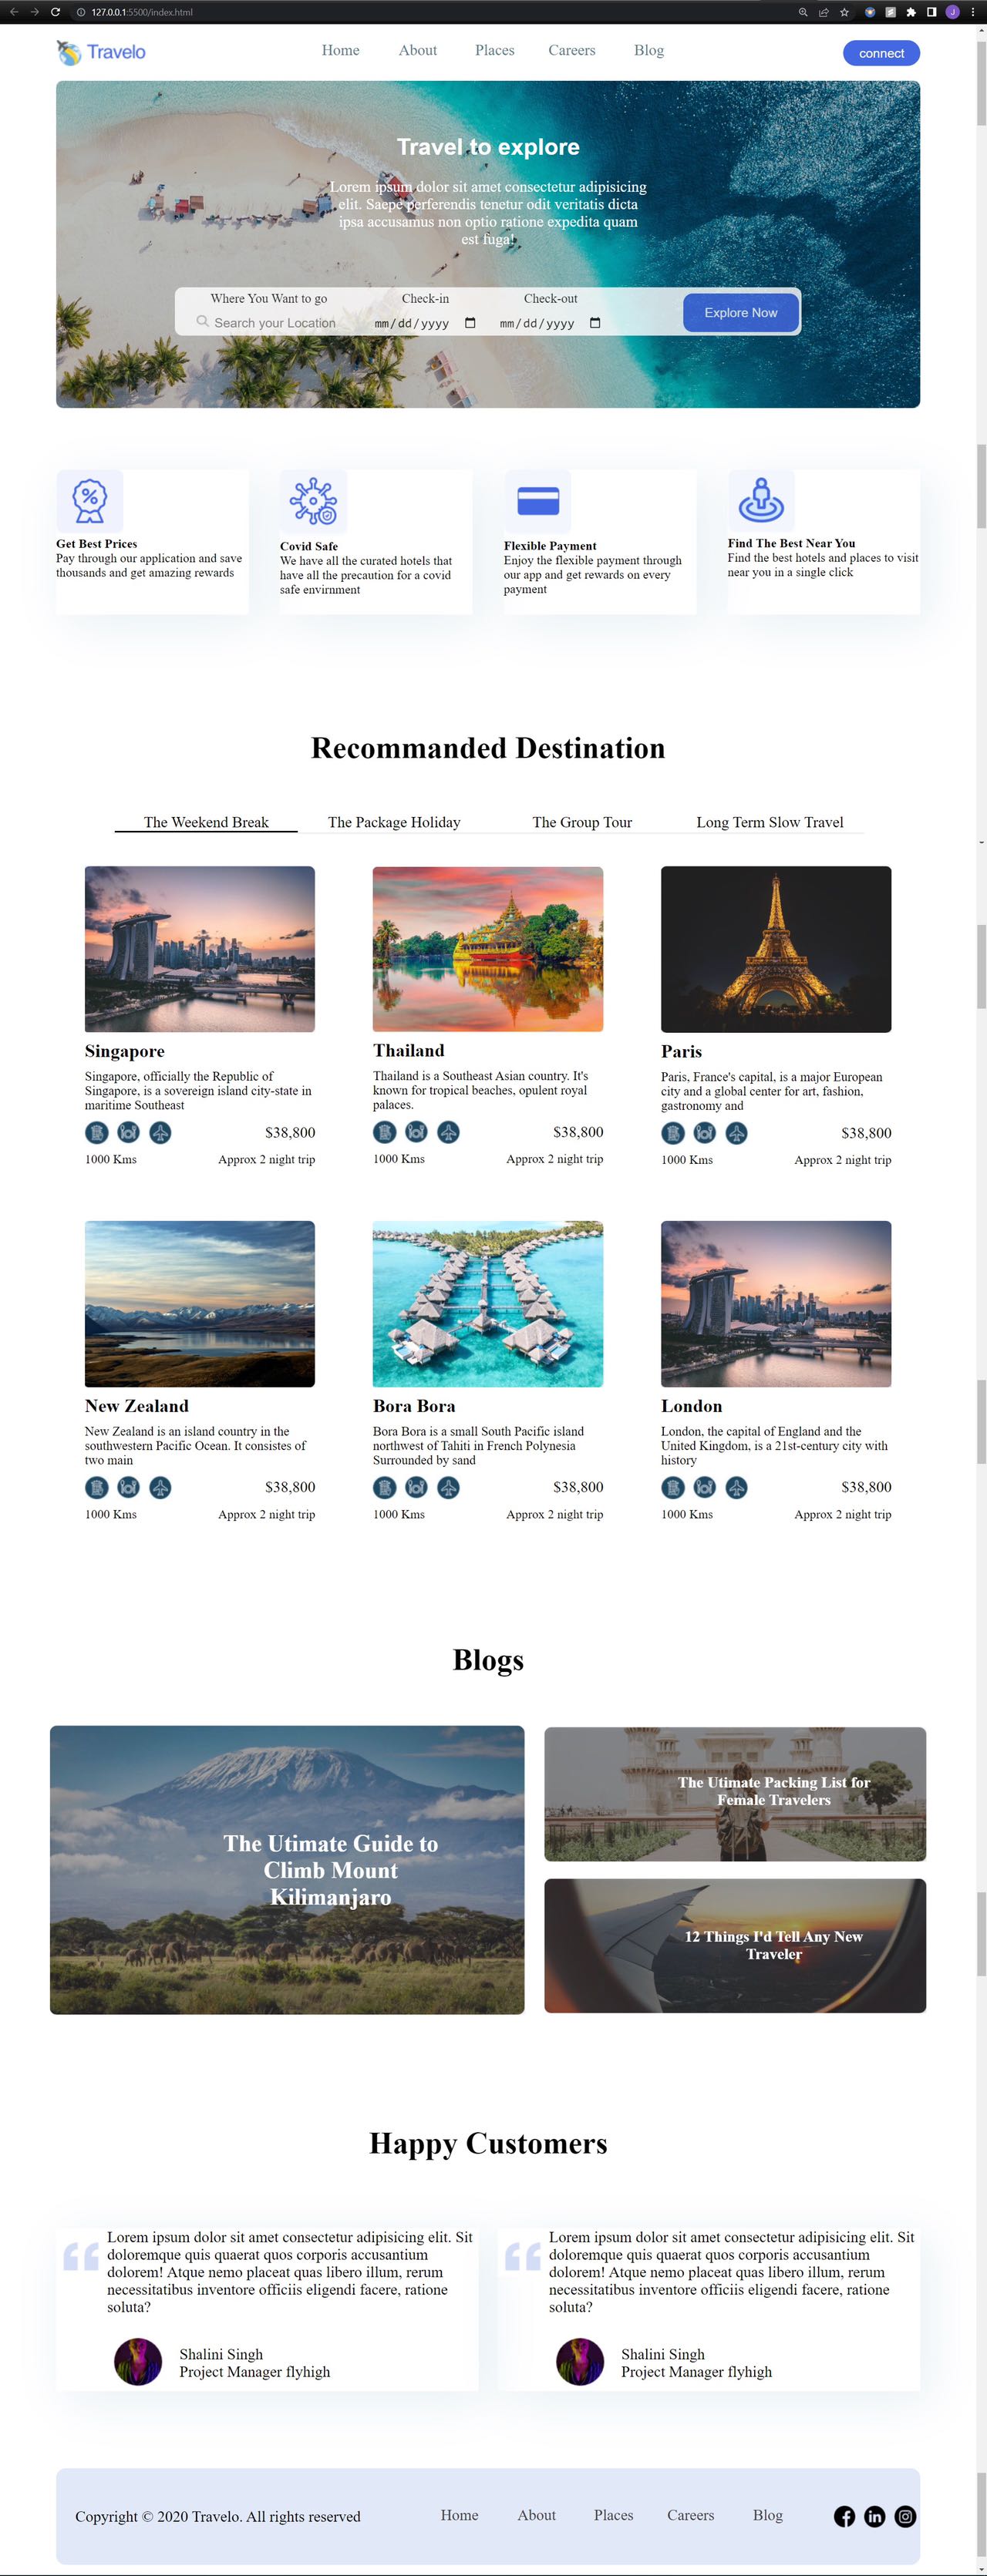 127.0.0.1:5500/index.html
J
Travelo
Home About Places Careers Blog
connect
Travel to explore
Lorem ipsum dolor sit amet consectetur adipisicing
elit. Saepe perferendis tenetur odit veritatis dicta
ipsa accusamus non optio ratione expedita quam
est fuga!
Where You Want to go Check-in Check-out
Search your Location mm/dd/yyyy mm/dd/yyyy
Explore Now
Get Best Prices
Pay through our application and save
thousands and get amazing rewards
Covid Safe
We have all the curated hotels that
have all the precaution for a covid
safe envirnment
Flexible Payment
Enjoy the flexible payment through
our app and get rewards on every
payment
Find The Best Near You
Find the best hotels and places to visit
near you in a single click
Recommanded Destination
The Weekend Break The Package Holiday The Group Tour Long Term Slow Travel
Singapore
Singapore, officially the Republic of
Singapore, is a sovereign island city-state in
maritime Southeast
$38,800
1000 Kms Approx 2 night trip
Thailand
Thailand is a Southeast Asian country. It's
known for tropical beaches, opulent royal
palaces.
$38,800
1000 Kms Approx 2 night trip
Paris
Paris, France's capital, is a major European
city and a global center for art, fashion,
gastronomy and
$38,800
1000 Kms Approx 2 night trip
New Zealand
New Zealand is an island country in the
southwestern Pacific Ocean. It consistes of
two main
$38,800
1000 Kms Approx 2 night trip
Bora Bora
Bora Bora is a small South Pacific island
northwest of Tahiti in French Polynesia
Surrounded by sand
$38,800
1000 Kms Approx 2 night trip
London
London, the capital of England and the
United Kingdom, is a 21st-century city with
history
$38,800
1000 Kms Approx 2 night trip
Blogs
The Utimate Guide to
Climb Mount
Kilimanjaro
The Utimate Packing List for
Female Travelers
12 Things I'd Tell Any New
Traveler
Happy Customers
Lorem ipsum dolor sit amet consectetur adipisicing elit. Sit
doloremque quis quaerat quos corporis accusantium
dolorem! Atque nemo placeat quas libero illum, rerum
necessitatibus inventore officiis eligendi facere, ratione
soluta?
Shalini Singh
Project Manager flyhigh
Lorem ipsum dolor sit amet consectetur adipisicing elit. Sit
doloremque quis quaerat quos corporis accusantium
dolorem! Atque nemo placeat quas libero illum, rerum
necessitatibus inventore officiis eligendi facere, ratione
soluta?
Shalini Singh
Project Manager flyhigh
Copyright © 2020 Travelo. All rights reserved
Home About Places Careers Blog